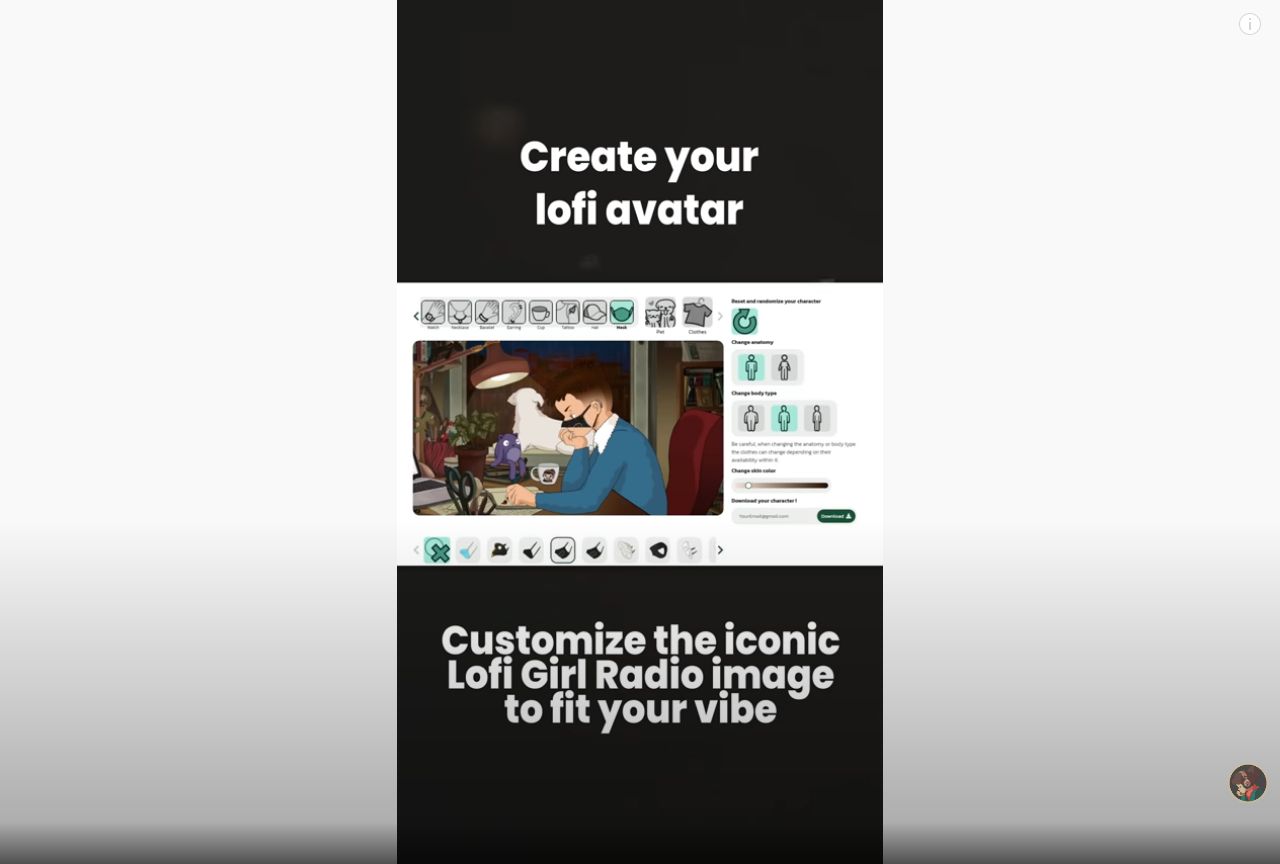 Create your
lofi avatar
Watch Necklace Bracelet Earring Cup Tattoo Hat Mask Pet Clothes
Reset and randomize your character
Change anatomy
Change body type
Be careful, when changing the anatomy or body type
the clothes can change depending on their
availability within it.
Change skin color
Download your character !
YourEmail@gmail.com Download
Customize the iconic
Lofi Girl Radio image
to fit your vibe